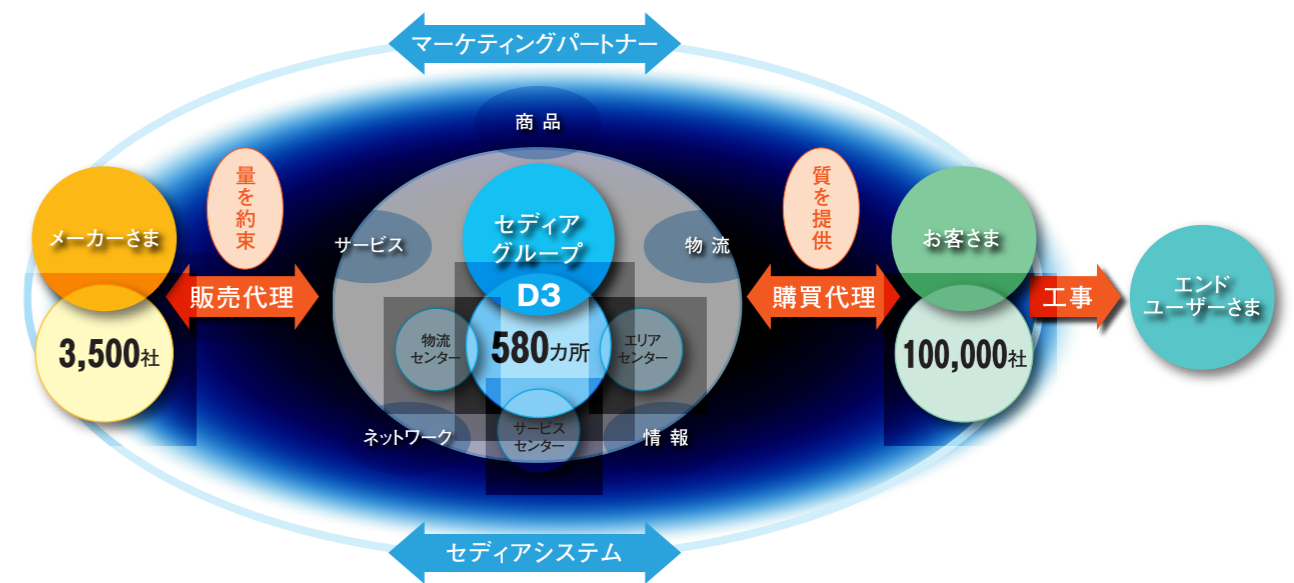 マーケティングパートナー
商品
量を約束
質を提供
メーカーさま
サービス
セディア
グループ
物流
お客さま
エンド
ユーザーさま
販売代理
D3
購買代理
工事
3,500社
物流
センター
580カ所
エリア
センター
100,000社
ネットワーク
サービス
センター
情報
セディアシステム